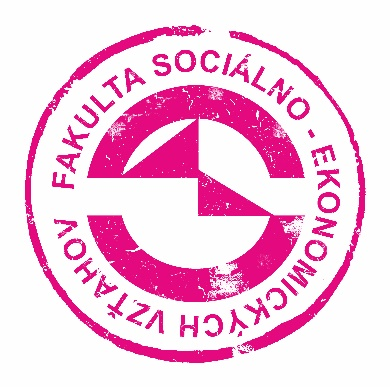 FAKULTA SOCIÁLNO - EKONOMICKÝCH VZŤAHOV